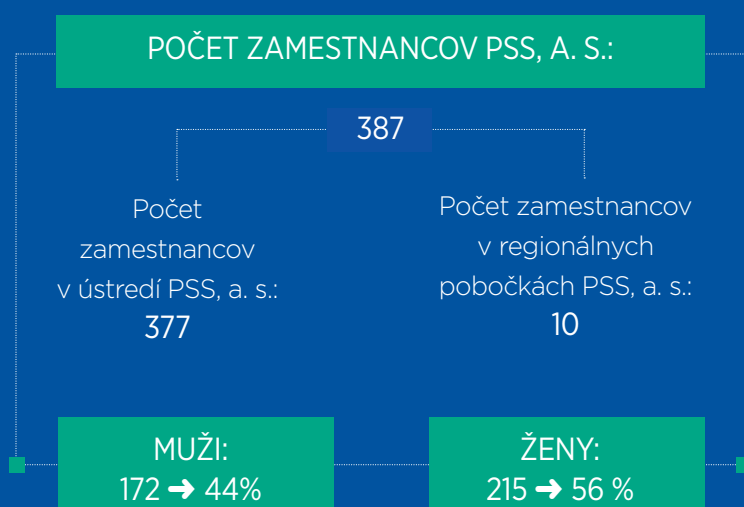 POČET ZAMESTNANCOV PSS, A. S.:
387
Počet
zamestnancov
v ústredí PSS, a. s.:
377
Počet zamestnancov
v regionálnych
pobočkách PSS, a. s.:
10
MUŽI:
172 ➜ 44%
ŽENY:
215 ➜ 56 %